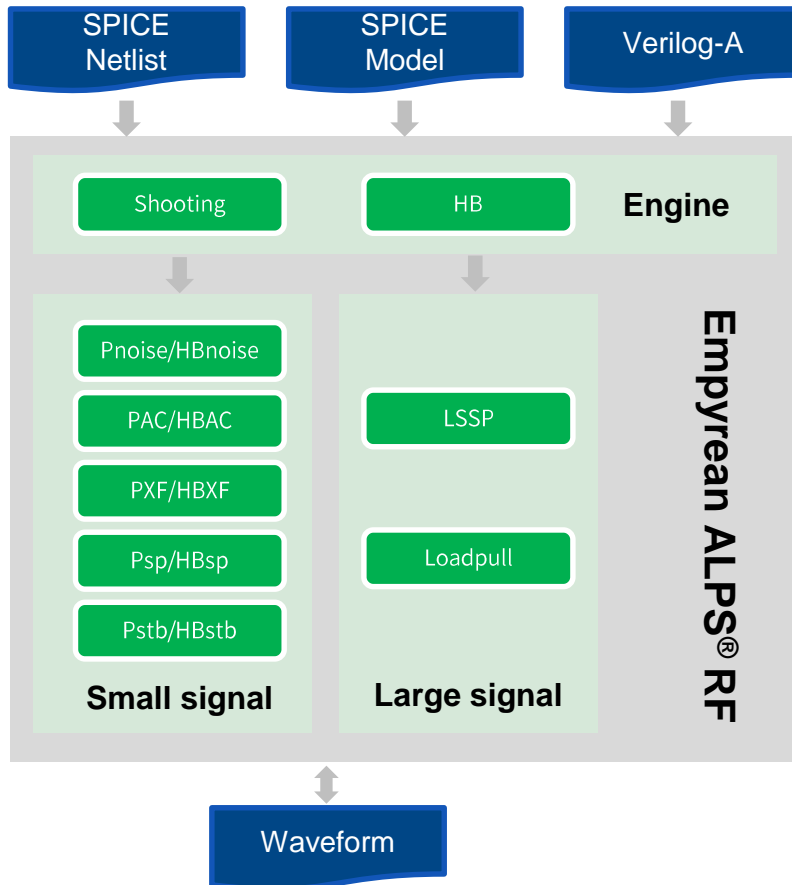 SPICE
Netlist
SPICE
Model
Verilog-A
Shooting
HB
Engine
Pnoise/HBnoise
PAC/HBAC
PXF/HBXF
Psp/HBsp
Pstb/HBstb
Small signal
LSSP
Loadpull
Large signal
Empyrean ALPS® RF
Waveform